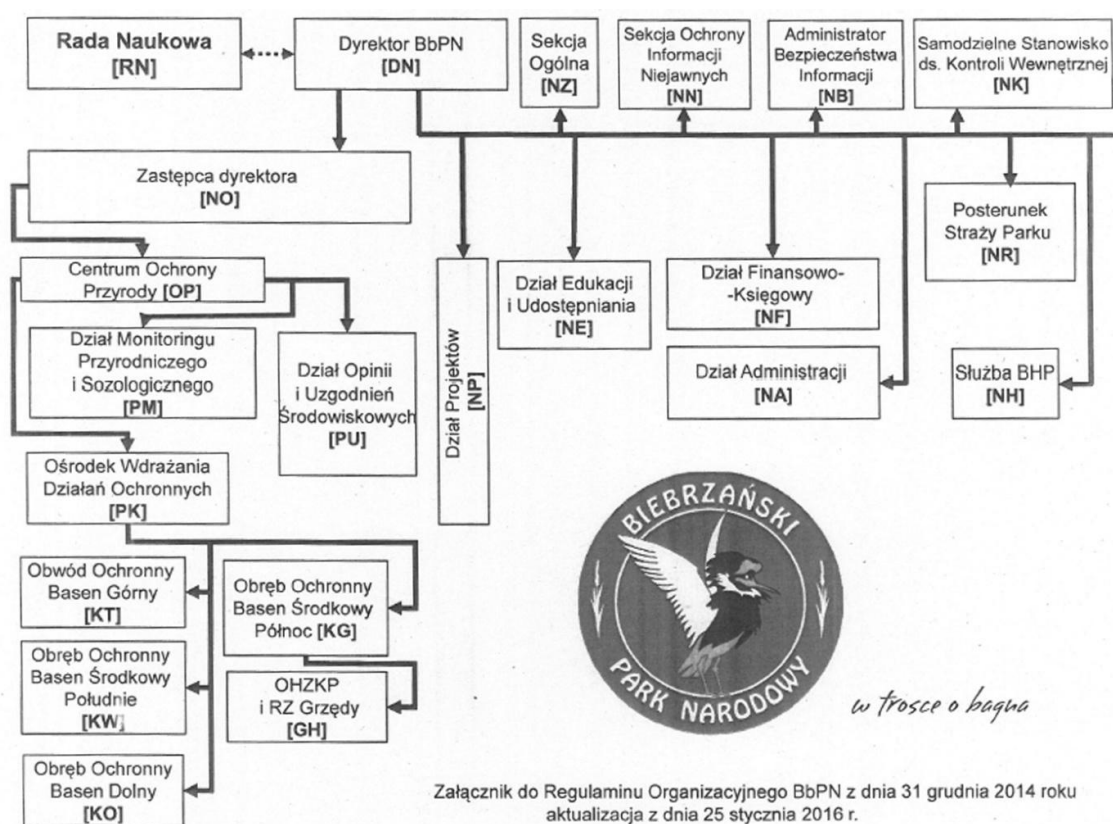 Rada Naukowa
[RN]
Dyrektor BbPN
[DN]
Sekcja
Ogólna
[NZ]
Sekcja Ochrony
Informacji
Niejawnych
[NN]
Administrator
Bezpieczeństwa
Informacji
[NB]
Samodzielne Stanowisko
ds. Kontroli Wewnętrznej
[NK]
Zastępca dyrektora
[NO]
Posterunek
Straży Parku
[NR]
Centrum Ochrony
Przyrody [OP]
Dział Projektów
[NP]
Dział Edukacji
i Udostępniania
[NE]
Dział Finansowo-
-Księgowy
[NF]
Dział Monitoringu
Przyrodniczego
i Sozologicznego
[PM]
Dział Opinii
i Uzgodnień
Środowiskowych
[PU]
Dział Administracji
[NA]
Służba BHP
[NH]
Ośrodek Wdrażania
Działań Ochronnych
[PK]
Obwód Ochronny
Basen Górny
[KT]
Obręb Ochronny
Basen Środkowy
Północ [KG]
Obręb Ochronny
Basen Środkowy
Południe
[KW]
OHZKP
i RZ Grzędy
[GH]
Obręb Ochronny
Basen Dolny
[KO]
BIEBRZAŃSKI
PARK NARODOWY
w trosce o bagna
Załącznik do Regulaminu Organizacyjnego BbPN z dnia 31 grudnia 2014 roku
aktualizacja z dnia 25 stycznia 2016 r.